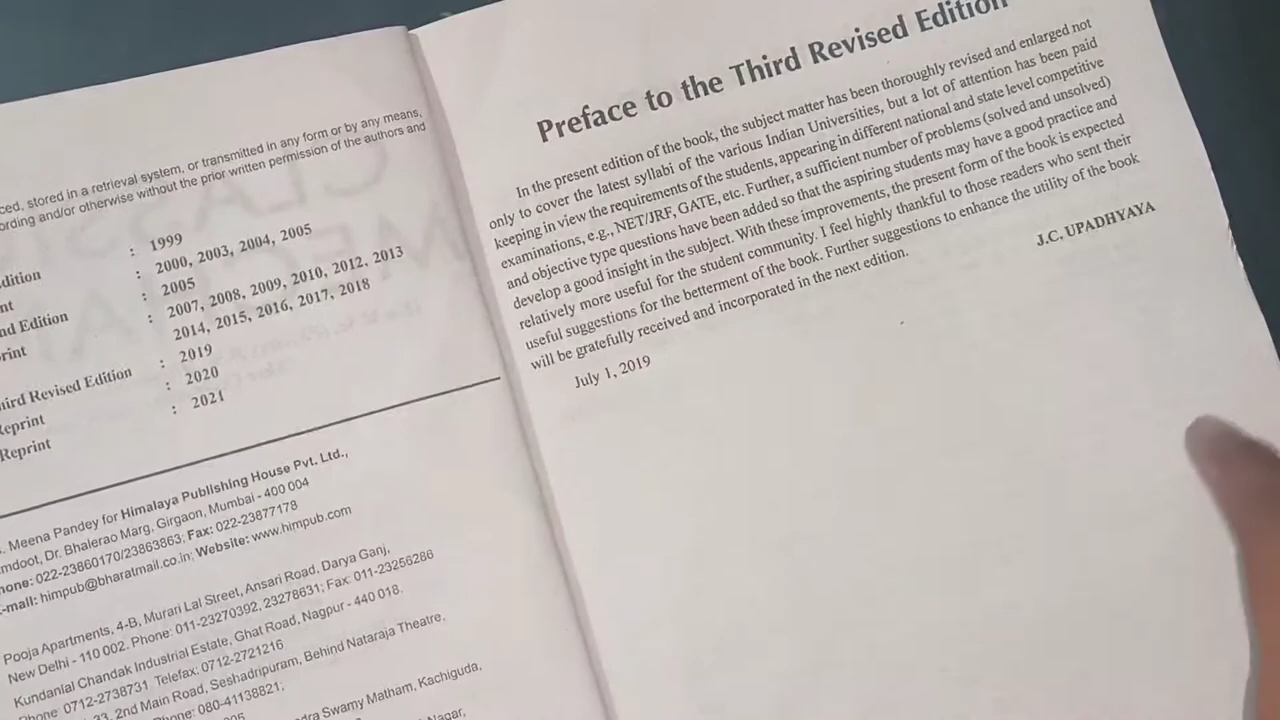 ced, stored in a retrieval system, or transmitted in any form or by any means,
ording and/or otherwise without the prior written permission of the authors and
: 1999
dition : 2000, 2003, 2004, 2005
nt : 2005
nd Edition : 2007, 2008, 2009, 2010, 2012, 2013
rint 2014, 2015, 2016, 2017, 2018
: 2019
hird Revised Edition : 2020
Reprint : 2021
Reprint
. Meena Pandey for Himalaya Publishing House Pvt. Ltd.,
mdoot, Dr. Bhalerao Marg, Girgaon, Mumbai - 400 004
hone: 022-23860170/23863863; Fax: 022-23877178
E-mail: himpub@bharatmail.co.in; Website: www.himpub.com
Pooja Apartments, 4-B, Murari Lal Street, Ansari Road, Darya Ganj,
New Delhi - 110 002. Phone: 011-23270392, 23278631; Fax: 011-23256286
Kundanlal Chandak Industrial Estate, Ghat Road, Nagpur - 440 018.
Phone: 0712-2738731 Telefax: 0712-2721216
33, 2nd Main Road, Seshadripuram, Behind Nataraja Theatre,
Phone: 080-41138821;
ndra Swamy Matham, Kachiguda,
Nagar,
Preface to the Third Revised Edition
In the present edition of the book, the subject matter has been thoroughly revised and enlarged not
only to cover the latest syllabi of the various Indian Universities, but a lot of attention has been paid
keeping in view the requirements of the students, appearing in different national and state level competitive
examinations, e.g., NET/JRF, GATE, etc. Further, a sufficient number of problems (solved and unsolved)
and objective type questions have been added so that the aspiring students may have a good practice and
develop a good insight in the subject. With these improvements, the present form of the book is expected
relatively more useful for the student community. I feel highly thankful to those readers who sent their
useful suggestions for the betterment of the book. Further suggestions to enhance the utility of the book
will be gratefully received and incorporated in the next edition.
J.C. UPADHYAYA
July 1, 2019